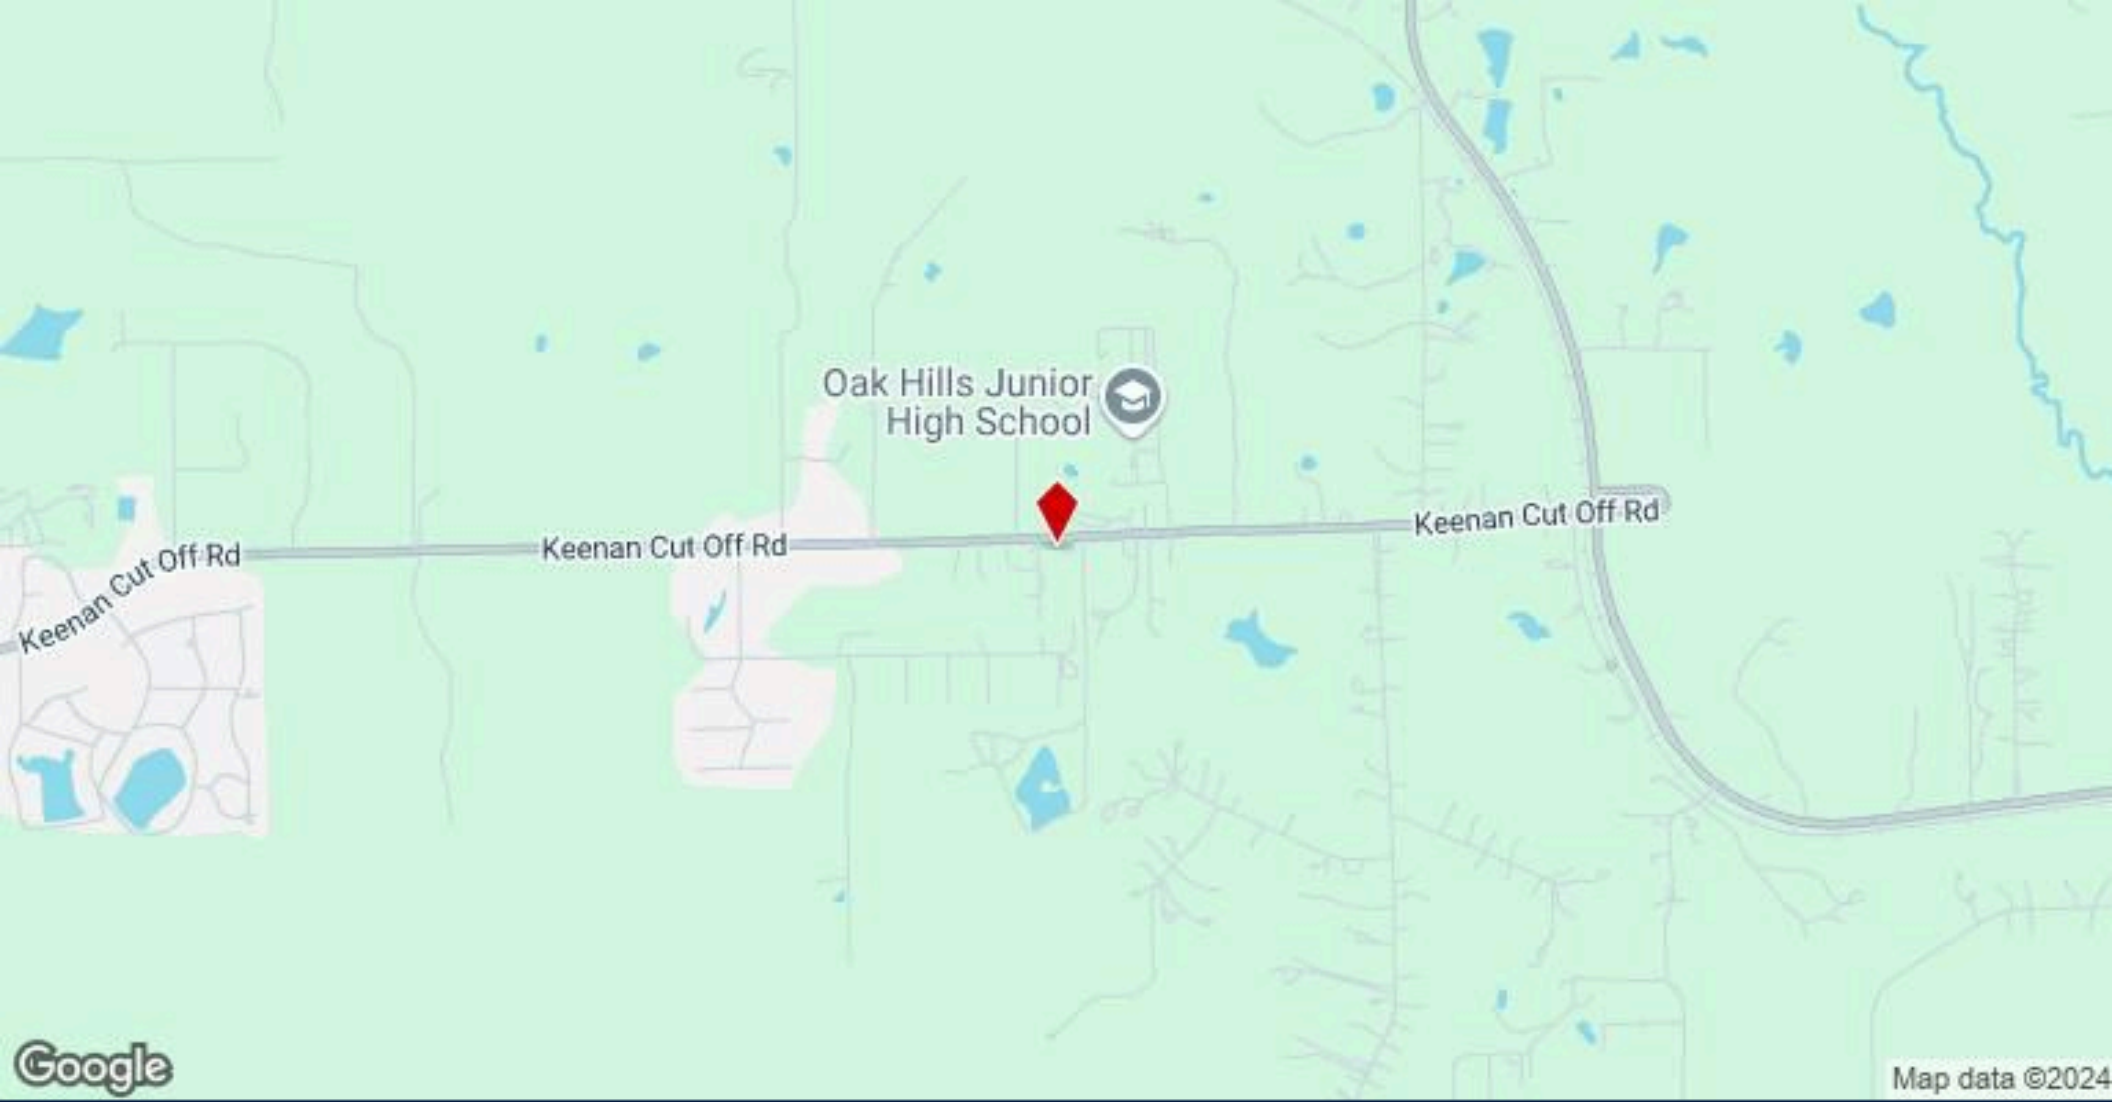 Oak Hills Junior
High School
Keenan Cut Off Rd
Keenan Cut Off Rd
Keenan Cut Off Rd
Google
Map data ©2024